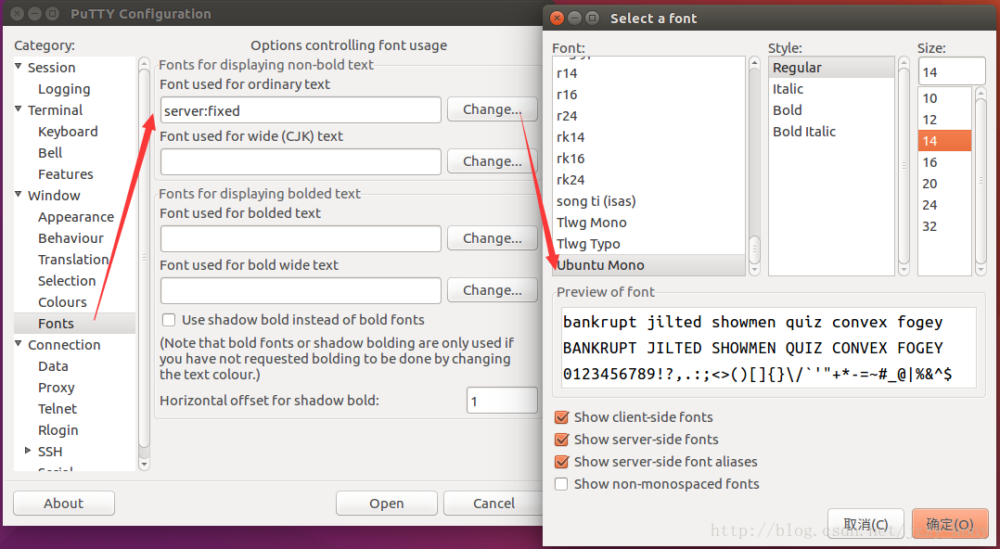 PuTTY Configuration
Category:
Session
Logging
Terminal
Keyboard
Bell
Features
Window
Appearance
Behaviour
Translation
Selection
Colours
Fonts
Connection
Data
Proxy
Telnet
Rlogin
SSH
Serial
About
Options controlling font usage
Fonts for displaying non-bold text
Font used for ordinary text
server:fixed
Change...
Font used for wide (CJK) text
Change...
Fonts for displaying bolded text
Font used for bolded text
Change...
Font used for bold wide text
Change...
Use shadow bold instead of bold fonts
(Note that bold fonts or shadow bolding are only used if
you have not requested bolding to be done by changing
the text colour.)
Horizontal offset for shadow bold:
1
Open
Cancel
Select a font
Font:
r14
r16
r24
rk14
rk16
rk24
song ti (isas)
Tlwg Mono
Tlwg Typo
Ubuntu Mono
Style:
Regular
Italic
Bold
Bold Italic
Size:
14
10
12
14
16
20
24
32
Preview of font
bankrupt jilted showmen quiz convex fogey
BANKRUPT JILTED SHOWMEN QUIZ CONVEX FOGEY
0123456789!?,.:;<>()[]{}\/`'"+*-=~#_@|%&^$
Show client-side fonts
Show server-side fonts
Show server-side font aliases
Show non-monospaced fonts
取消(C)
确定(O)